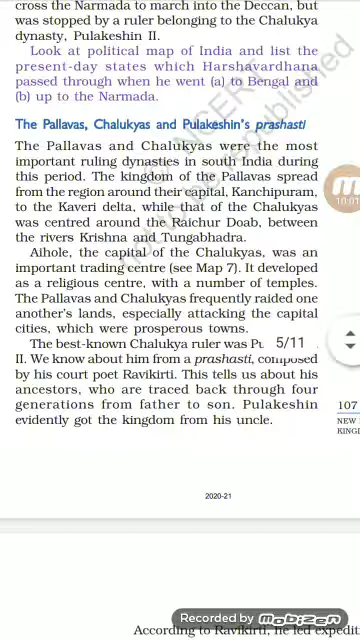 cross the Narmada to march into the Deccan, but
was stopped by a ruler belonging to the Chalukya
dynasty, Pulakeshin II.
Look at political map of India and list the
present-day states which Harshavardhana
passed through when he went (a) to Bengal and
(b) up to the Narmada.
The Pallavas, Chalukyas and Pulakeshin's prashasti
The Pallavas and Chalukyas were the most
important ruling dynasties in south India during
this period. The kingdom of the Pallavas spread
from the region around their capital, Kanchipuram,
to the Kaveri delta, while that of the Chalukyas
was centred around the Raichur Doab, between
the rivers Krishna and Tungabhadra.
Aihole, the capital of the Chalukyas, was an
important trading centre (see Map 7). It developed
as a religious centre, with a number of temples.
The Pallavas and Chalukyas frequently raided one
another's lands, especially attacking the capital
cities, which were prosperous towns.
The best-known Chalukya ruler was Pu
II. We know about him from a prashasti, composed
by his court poet Ravikirti. This tells us about his
ancestors, who are traced back through four
generations from father to son. Pulakeshin
evidently got the kingdom from his uncle.
© NCERT
not to be republished
10:01
5/11
107
NEW
KINGD
2020-21
According to Ravikirti, he led expedit
Recorded by mobizen